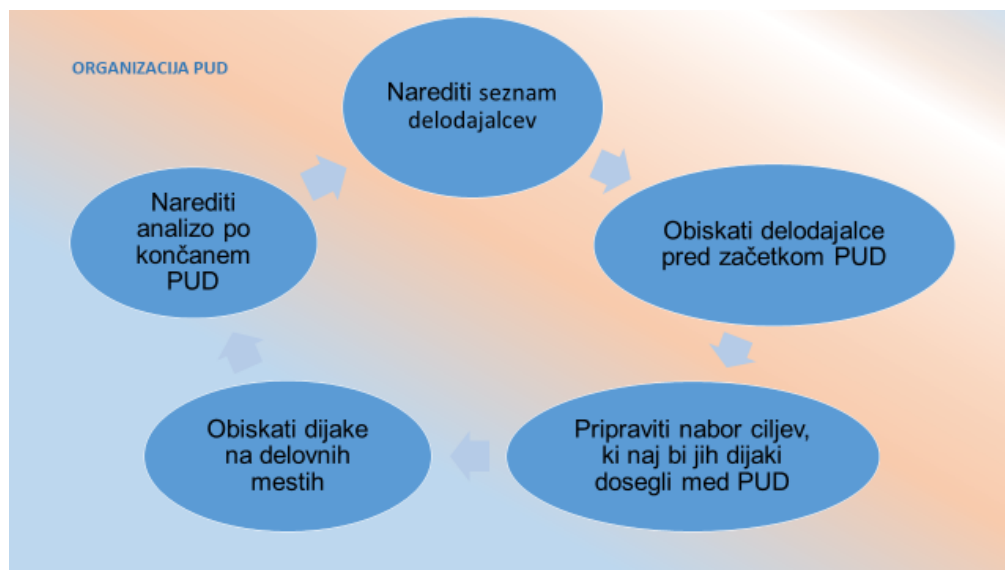 ORGANIZACIJA PUD
Narediti seznam
delodajalcev
Obiskati delodajalce
pred začetkom PUD
Pripraviti nabor ciljev,
ki naj bi jih dijaki
dosegli med PUD
Obiskati dijake
na delovnih
mestih
Narediti
analizo po
končanem
PUD